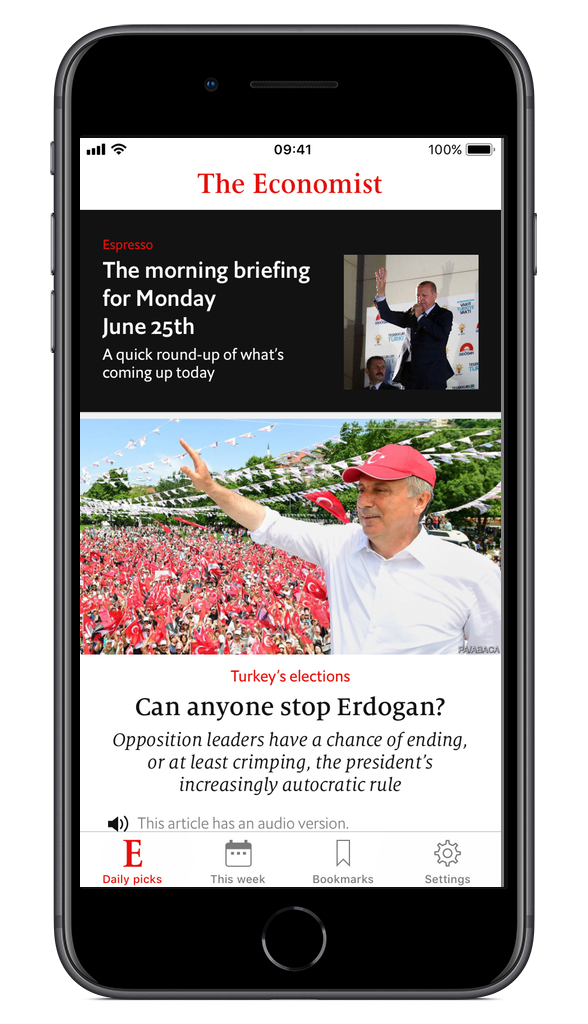 09:41
100%
The Economist
Espresso
The morning briefing
for Monday
June 25th
A quick round-up of what's
coming up today
PA/ABACA
Turkey's elections
Can anyone stop Erdogan?
Opposition leaders have a chance of ending,
or at least crimping, the president's
increasingly autocratic rule
This article has an audio version.
E
Daily picks
This week
Bookmarks
Settings